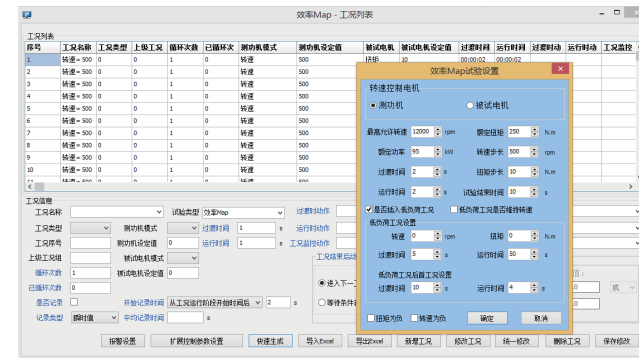 效率Map - 工况列表
工况列表
序号 工况名称 工况类型 上级工况 循环次数 已循环次 测功机模式 测功机设定值 被试电机 被试电机设定值 过渡时间 运行时间 过渡时动 运行时动 工况监控
1 转速= 500 0 0 1 0 转速 500 扭矩 10 00:00:02 00:00:02
2 转速= 500 0 0 1 0 转速 500
3 转速= 500 0 0 1 0 转速 500
4 转速= 500 0 0 1 0 转速 500
5 转速= 500 0 0 1 0 转速 500
6 转速= 500 0 0 1 0 转速 500
7 转速= 500 0 0 1 0 转速 500
8 转速= 500 0 0 1 0 转速 500
9 转速= 500 0 0 1 0 转速 500
10 转速= 500 0 0 1 0 转速 500
效率Map试验设置
转速控制电机
测功机 被试电机
最高允许转速 12000 rpm 额定扭矩 250 N.m
额定功率 95 kW 转速步长 500 rpm
过渡时间 2 s 扭矩步长 10 N.m
运行时间 2 s 试验结束时间 10 s
是否插入低负荷工况 低负荷工况是否维持转速
低负荷工况设置
转速 0 rpm 扭矩 0 N.m
过渡时间 5 s 运行时间 50 s
低负荷工况后首工况设置
过渡时间 10 s 运行时间 4 s
扭矩为负 转速为负 确定 取消
工况信息
工况名称 试验类型 效率Map 过渡时动作
工况类型 测功机模式 过渡时间 1 s 运行时动作
工况序号 测功机设定值 0 运行时间 1 s 工况监控动作
上级工况组 被试电机模式 工况结束后动
循环次数 1 被试电机设定值 0 进入下一工
已循环次数 0
是否记录 开始记录时间 从工况运行阶段开始时间后 2 s 等待条件
记录类型 瞬时值 平均记录时间 s
值：
.0 或
.0
报警设置 扩展控制参数设置 快速生成 导入Excel 导出Excel 新增工况 修改工况 统一修改 删除工况 保存修改